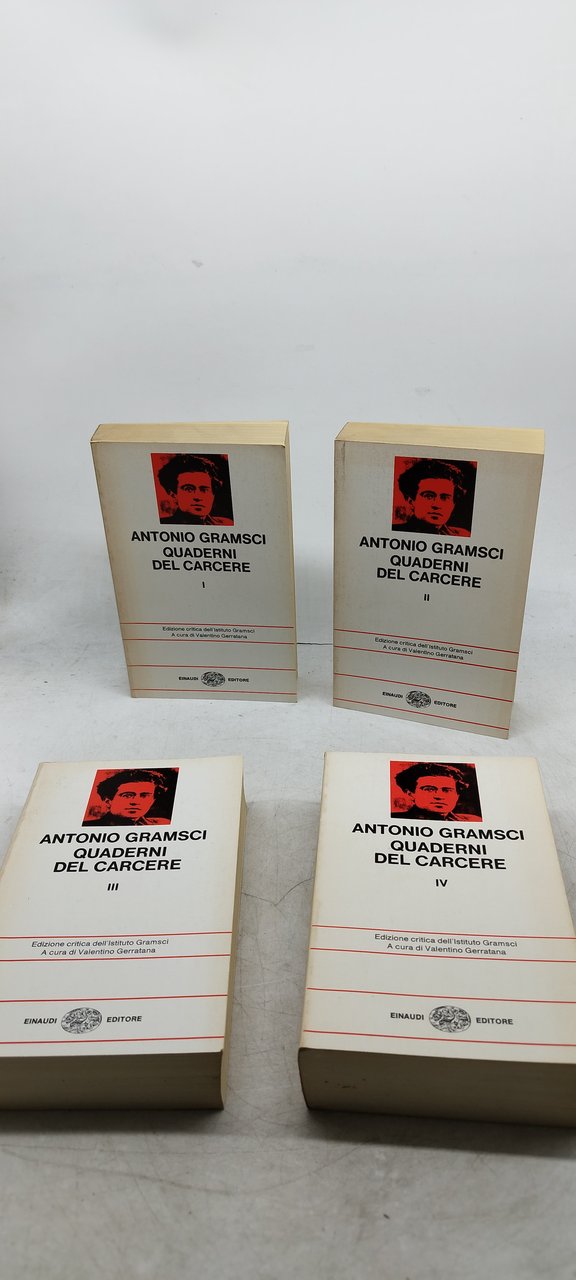 ANTONIO GRAMSCI
QUADERNI
DEL CARCERE
I
Edizione critica dell'Istituto Gramsci
A cura di Valentino Gerratana
EINAUDI EDITORE
ANTONIO GRAMSCI
QUADERNI
DEL CARCERE
II
Edizione critica dell'Istituto Gramsci
A cura di Valentino Gerratana
EINAUDI EDITORE
ANTONIO GRAMSCI
QUADERNI
DEL CARCERE
III
Edizione critica dell'Istituto Gramsci
A cura di Valentino Gerratana
EINAUDI EDITORE
ANTONIO GRAMSCI
QUADERNI
DEL CARCERE
IV
Edizione critica dell'Istituto Gramsci
A cura di Valentino Gerratana
EINAUDI EDITORE